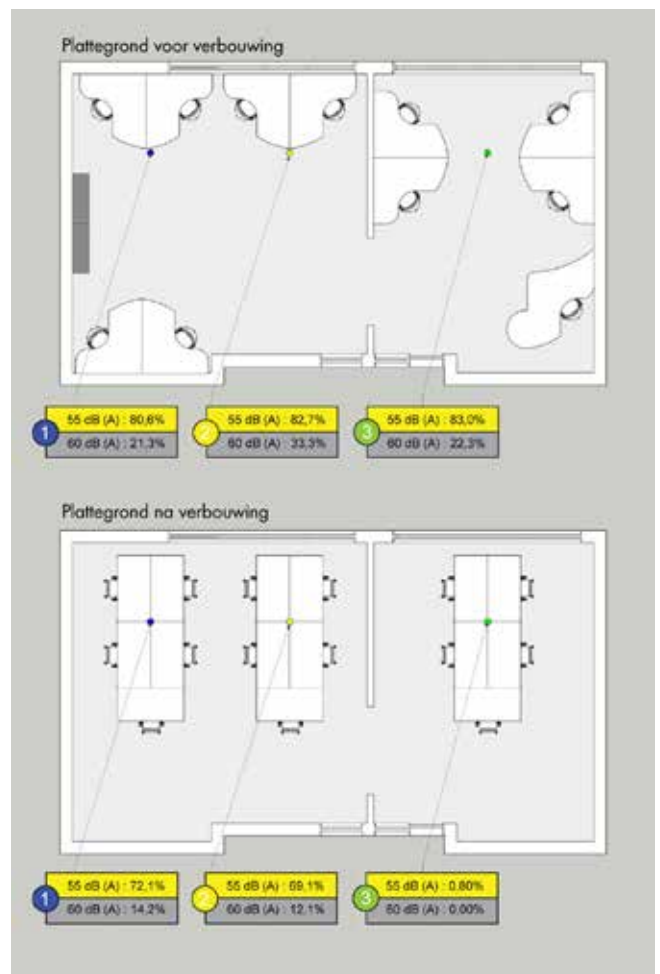 Plattegrond voor verbouwing
1
55 dB (A) : 80,6%
60 dB (A) : 21,3%
2
55 dB (A) : 82,7%
60 dB (A) : 33,3%
3
55 dB (A) : 83,0%
60 dB (A) : 22,3%
Plattegrond na verbouwing
1
55 dB (A) : 72,1%
60 dB (A) : 14,2%
2
55 dB (A) : 69,1%
60 dB (A) : 12,1%
3
55 dB (A) : 0.80%
60 dB (A) : 0.00%